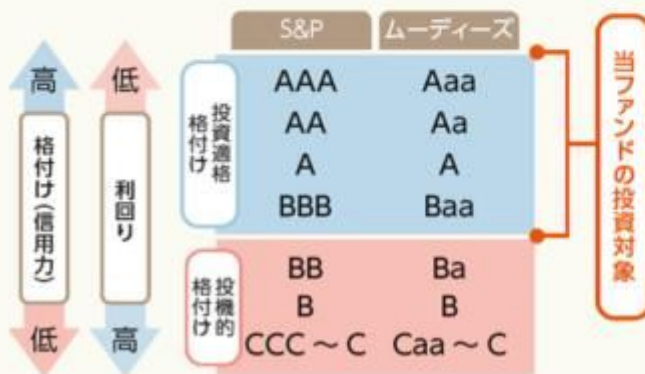 S&P ムーディーズ
高
格付け(信用力)
低
低
利回り
高
投資適格
格付け
AAA Aaa
AA Aa
A A
BBB Baa
投機的
格付け
BB Ba
B B
CCC ~ C Caa ~ C
当ファンドの投資対象